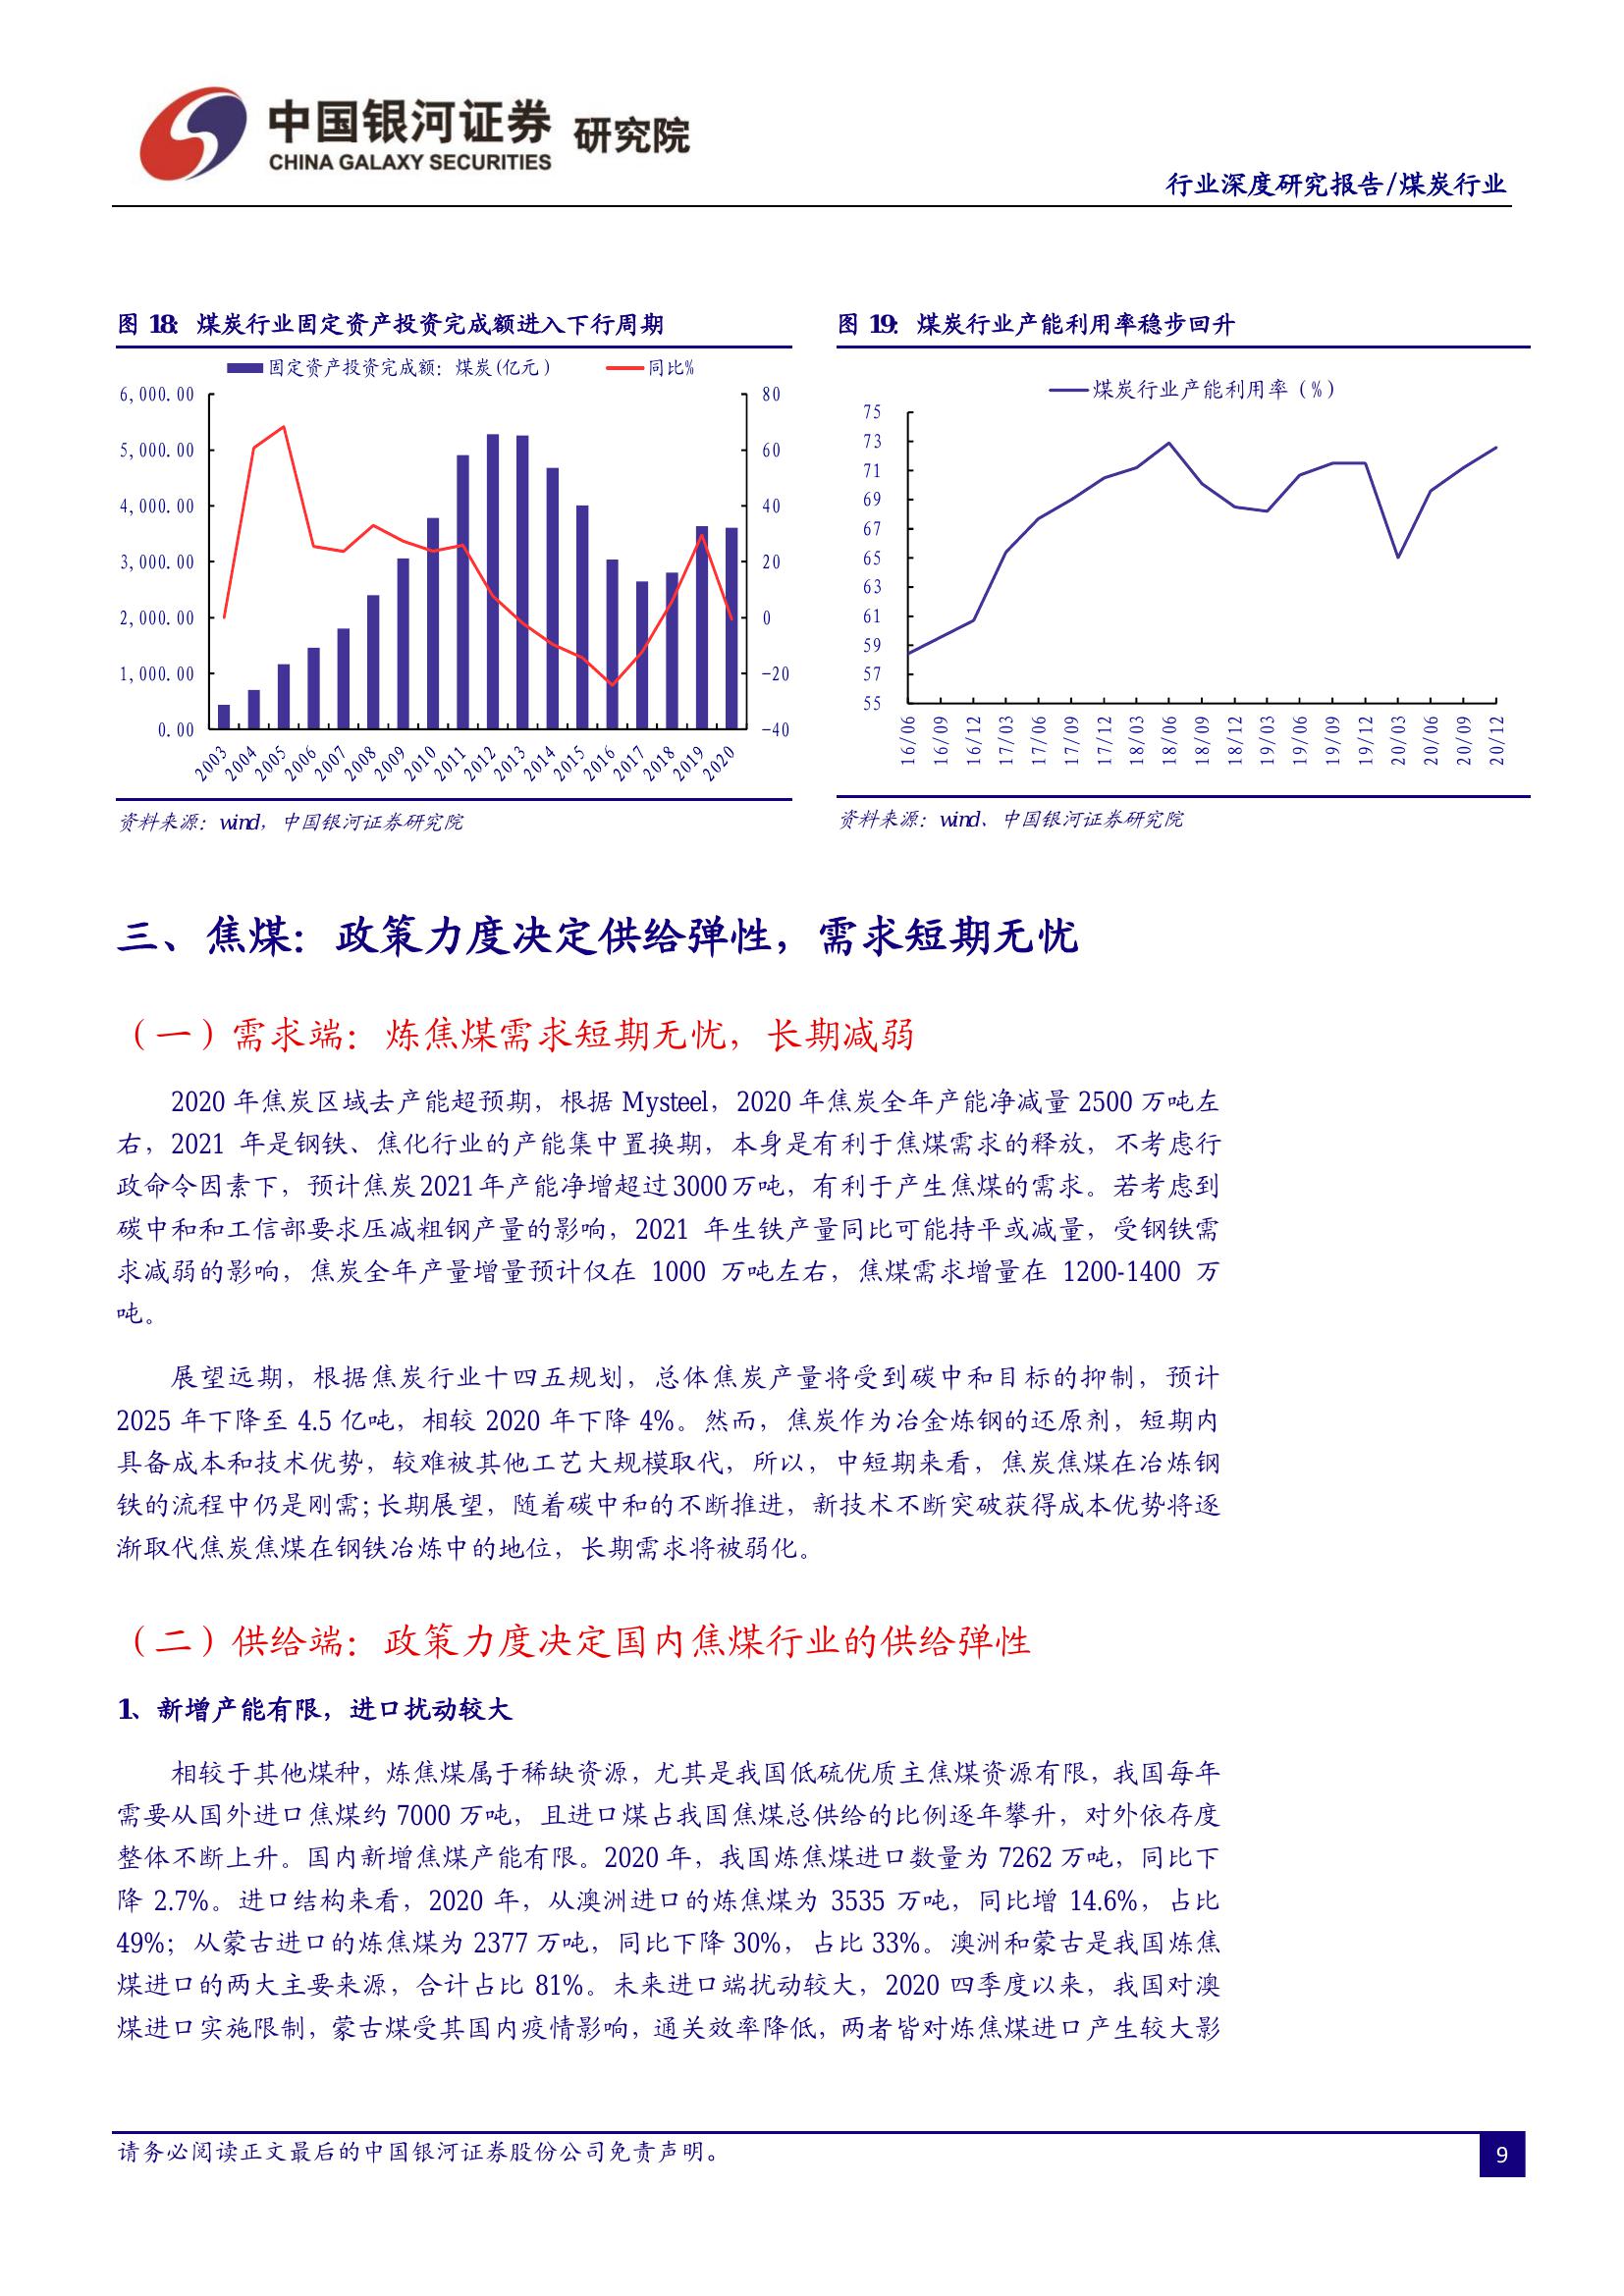 中国银河证券 研究院
CHINA GALAXY SECURITIES
行业深度研究报告/煤炭行业
图 18: 煤炭行业固定资产投资完成额进入下行周期
固定资产投资完成额：煤炭(亿元) 同比%
6,000.00
5,000.00
4,000.00
3,000.00
2,000.00
1,000.00
0.00
80
60
40
20
0
-20
-40
2003 2004 2005 2006 2007 2008 2009 2010 2011 2012 2013 2014 2015 2016 2017 2018 2019 2020
资料来源：wind，中国银河证券研究院
图 19: 煤炭行业产能利用率稳步回升
煤炭行业产能利用率（%）
75
73
71
69
67
65
63
61
59
57
55
16/06 16/09 16/12 17/03 17/06 17/09 17/12 18/03 18/06 18/09 18/12 19/03 19/06 19/09 19/12 20/03 20/06 20/09 20/12
资料来源：wind、中国银河证券研究院
三、焦煤：政策力度决定供给弹性，需求短期无忧
（一）需求端：炼焦煤需求短期无忧，长期减弱
2020 年焦炭区域去产能超预期，根据 Mysteel，2020 年焦炭全年产能净减量 2500 万吨左
右，2021 年是钢铁、焦化行业的产能集中置换期，本身是有利于焦煤需求的释放，不考虑行
政命令因素下，预计焦炭 2021 年产能净增超过 3000 万吨，有利于产生焦煤的需求。若考虑到
碳中和和工信部要求压减粗钢产量的影响，2021 年生铁产量同比可能持平或减量，受钢铁需
求减弱的影响，焦炭全年产量增量预计仅在 1000 万吨左右，焦煤需求增量在 1200-1400 万
吨。
展望远期，根据焦炭行业十四五规划，总体焦炭产量将受到碳中和目标的抑制，预计
2025 年下降至 4.5 亿吨，相较 2020 年下降 4%。然而，焦炭作为冶金炼钢的还原剂，短期内
具备成本和技术优势，较难被其他工艺大规模取代，所以，中短期来看，焦炭焦煤在冶炼钢
铁的流程中仍是刚需；长期展望，随着碳中和的不断推进，新技术不断突破获得成本优势将逐
渐取代焦炭焦煤在钢铁冶炼中的地位，长期需求将被弱化。
（二）供给端：政策力度决定国内焦煤行业的供给弹性
1、新增产能有限，进口扰动较大
相较于其他煤种，炼焦煤属于稀缺资源，尤其是我国低硫优质主焦煤资源有限，我国每年
需要从国外进口焦煤约 7000 万吨，且进口煤占我国焦煤总供给的比例逐年攀升，对外依存度
整体不断上升。国内新增焦煤产能有限。2020 年，我国炼焦煤进口数量为 7262 万吨，同比下
降 2.7%。进口结构来看，2020 年，从澳洲进口的炼焦煤为 3535 万吨，同比增 14.6%，占比
49%；从蒙古进口的炼焦煤为 2377 万吨，同比下降 30%，占比 33%。澳洲和蒙古是我国炼焦
煤进口的两大主要来源，合计占比 81%。未来进口端扰动较大，2020 四季度以来，我国对澳
煤进口实施限制，蒙古煤受其国内疫情影响，通关效率降低，两者皆对炼焦煤进口产生较大影
请务必阅读正文最后的中国银河证券股份公司免责声明。
9